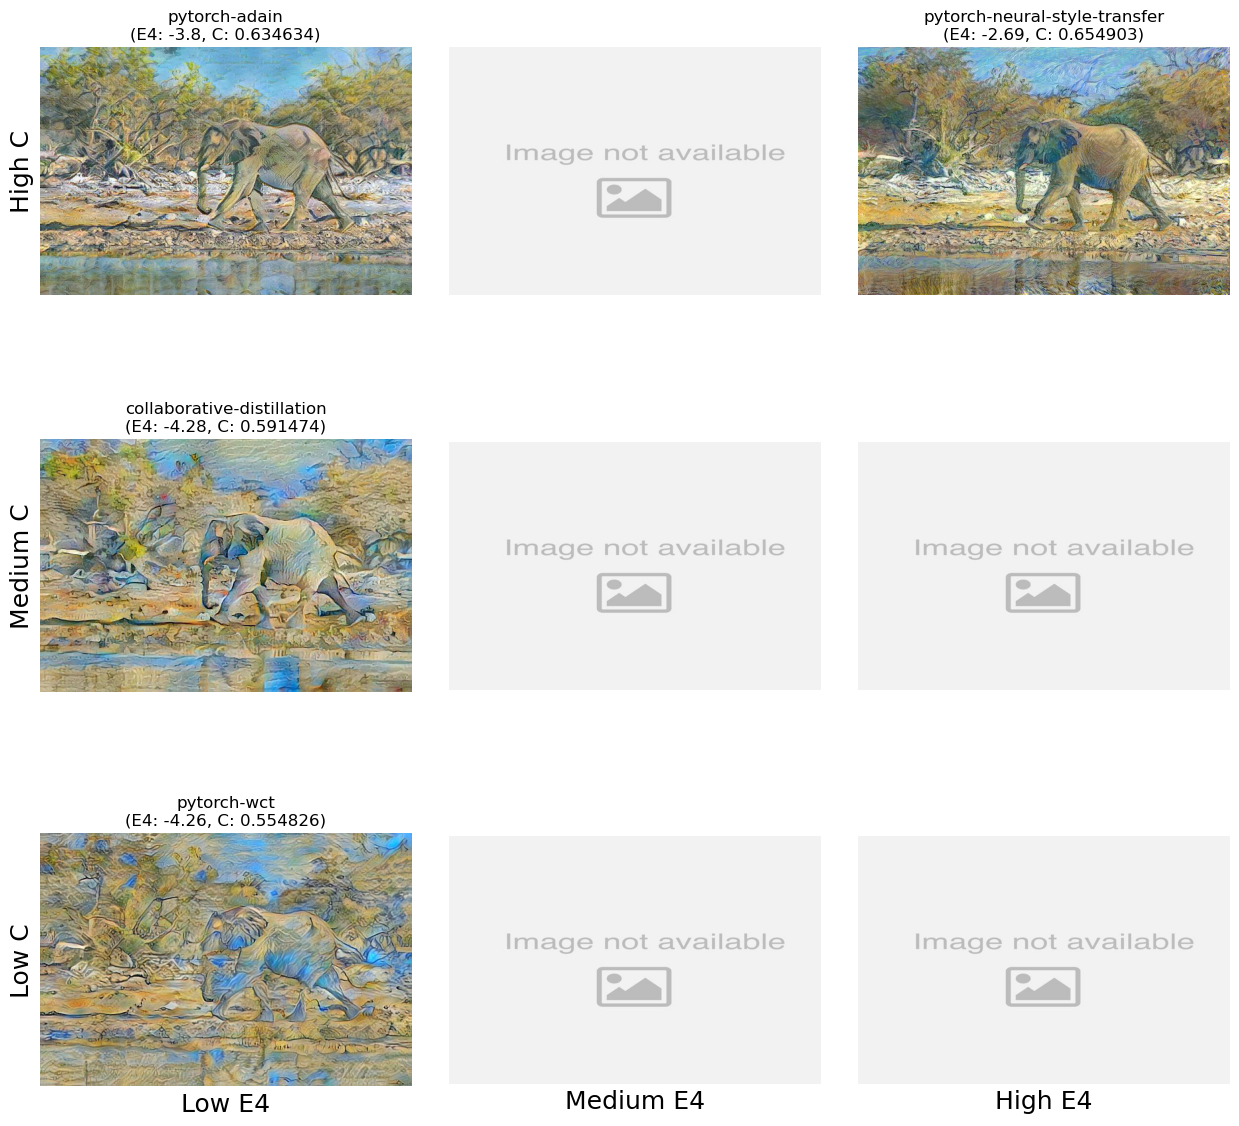 pytorch-adain
(E4: -3.8, C: 0.634634)
pytorch-neural-style-transfer
(E4: -2.69, C: 0.654903)
High C
Image not available
collaborative-distillation
(E4: -4.28, C: 0.591474)
Medium C
Image not available
Image not available
pytorch-wct
(E4: -4.26, C: 0.554826)
Low C
Image not available
Image not available
Low E4
Medium E4
High E4